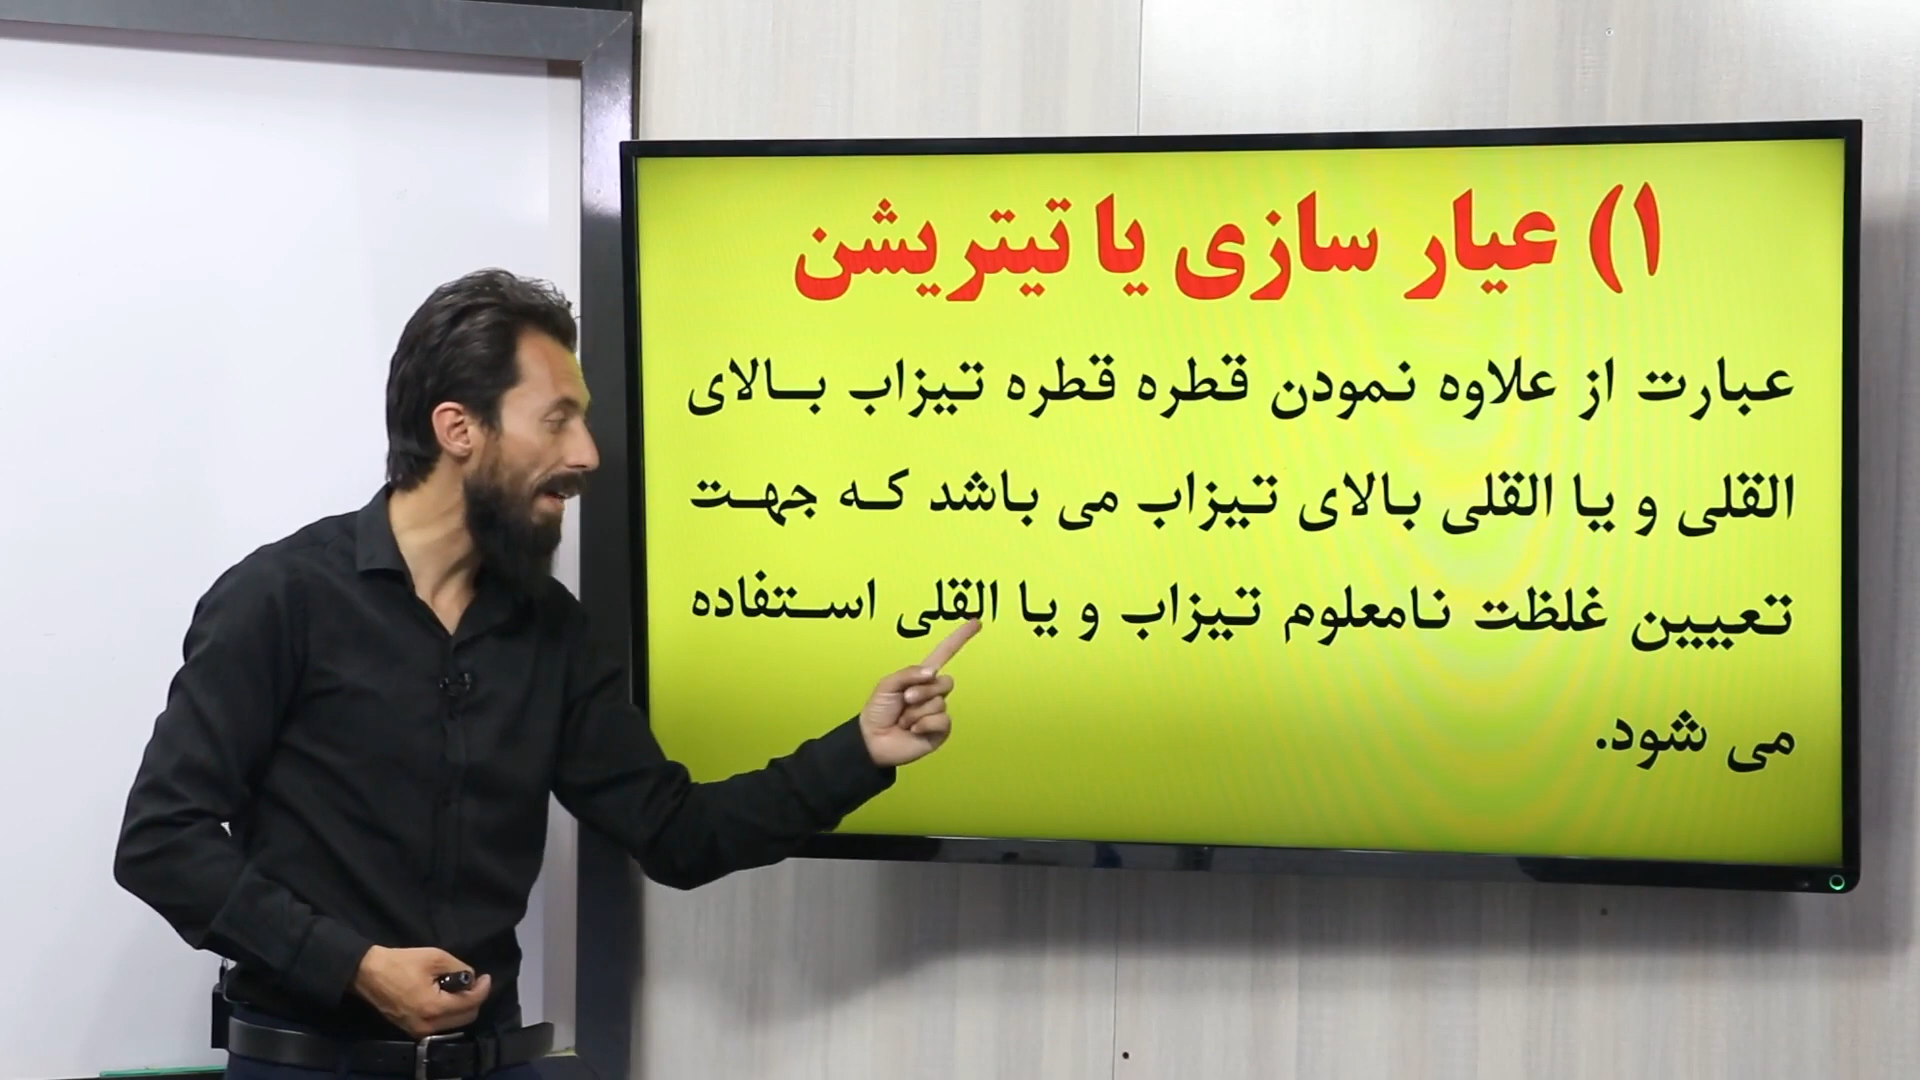 ۱) عیار سازی یا تیتریشن
عبارت از علاوه نمودن قطره قطره تیزاب بالای
القلی و یا القلی بالای تیزاب می باشد که جهت
تعیین غلظت نامعلوم تیزاب و یا القلی استفاده
می شود.